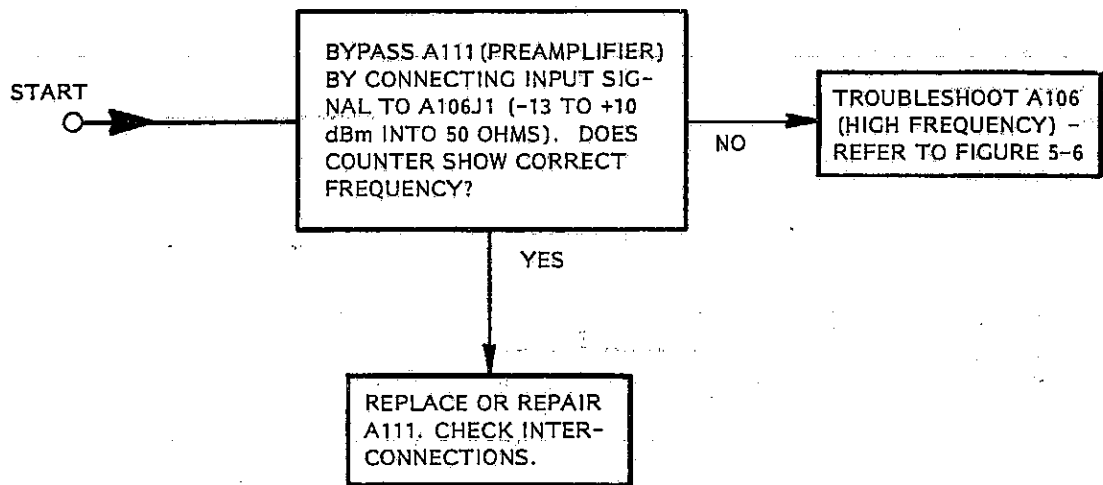 START
BYPASS A111 (PREAMPLIFIER)
BY CONNECTING INPUT SIG-
NAL TO A106J1 (-13 TO +10
dBm INTO 50 OHMS). DOES
COUNTER SHOW CORRECT
FREQUENCY?
NO
TROUBLESHOOT A106
(HIGH FREQUENCY) -
REFER TO FIGURE 5-6
YES
REPLACE OR REPAIR
A111. CHECK INTER-
CONNECTIONS.